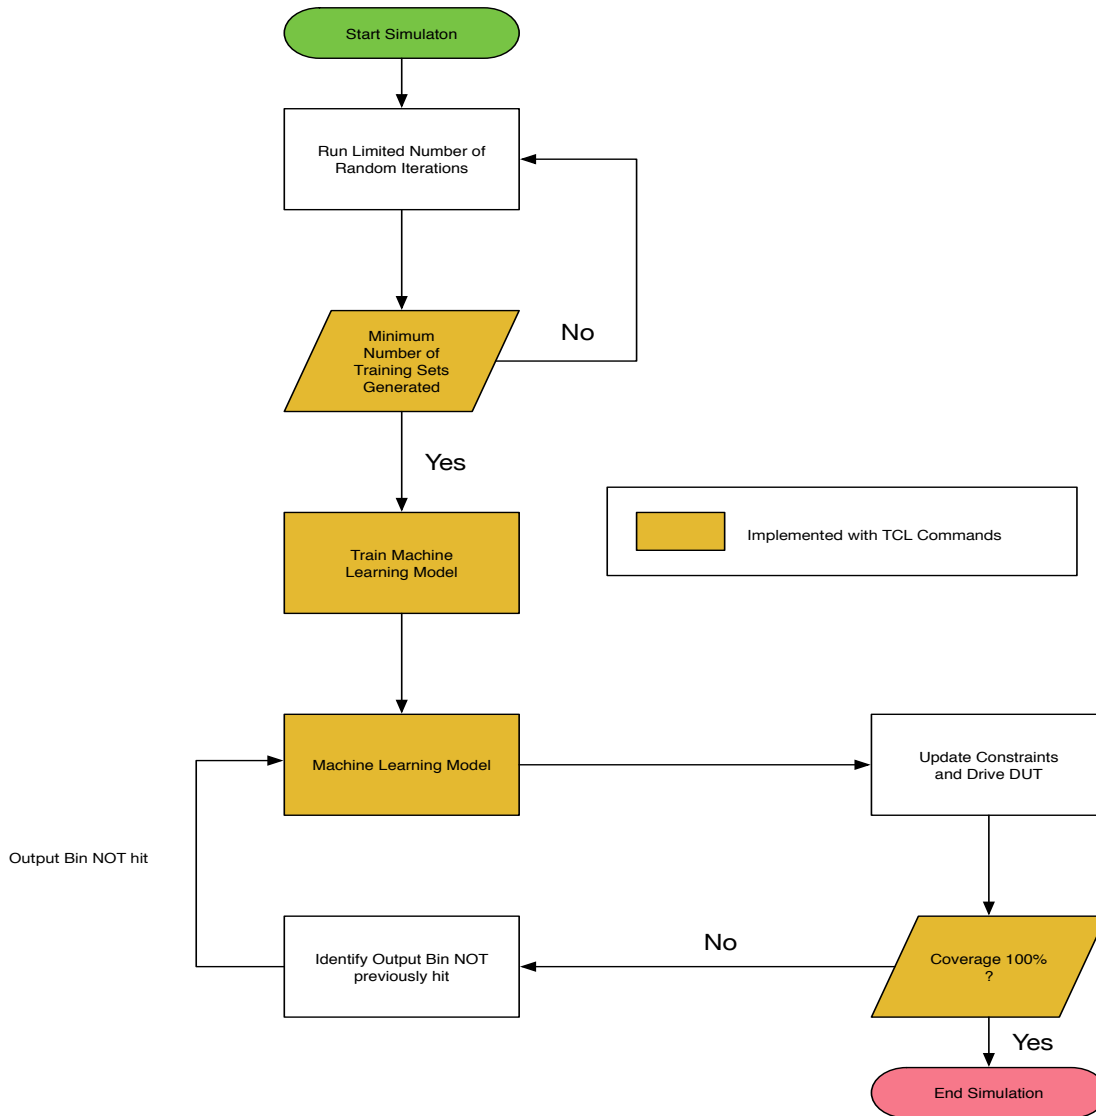 Start Simulaton
Run Limited Number of
Random Iterations
No
Minimum
Number of
Training Sets
Generated
Yes
Train Machine
Learning Model
Implemented with TCL Commands
Machine Learning Model
Update Constraints
and Drive DUT
Output Bin NOT hit
Identify Output Bin NOT
previously hit
No
Coverage 100%
?
Yes
End Simulation